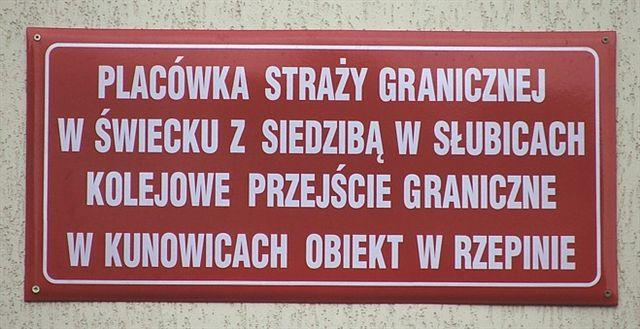 PLACÓWKA STRAŻY GRANICZNEJ
W ŚWIECKU Z SIEDZIBĄ W SŁUBICACH
KOLEJOWE PRZEJŚCIE GRANICZNE
W KUNOWICACH OBIEKT W RZEPINIE